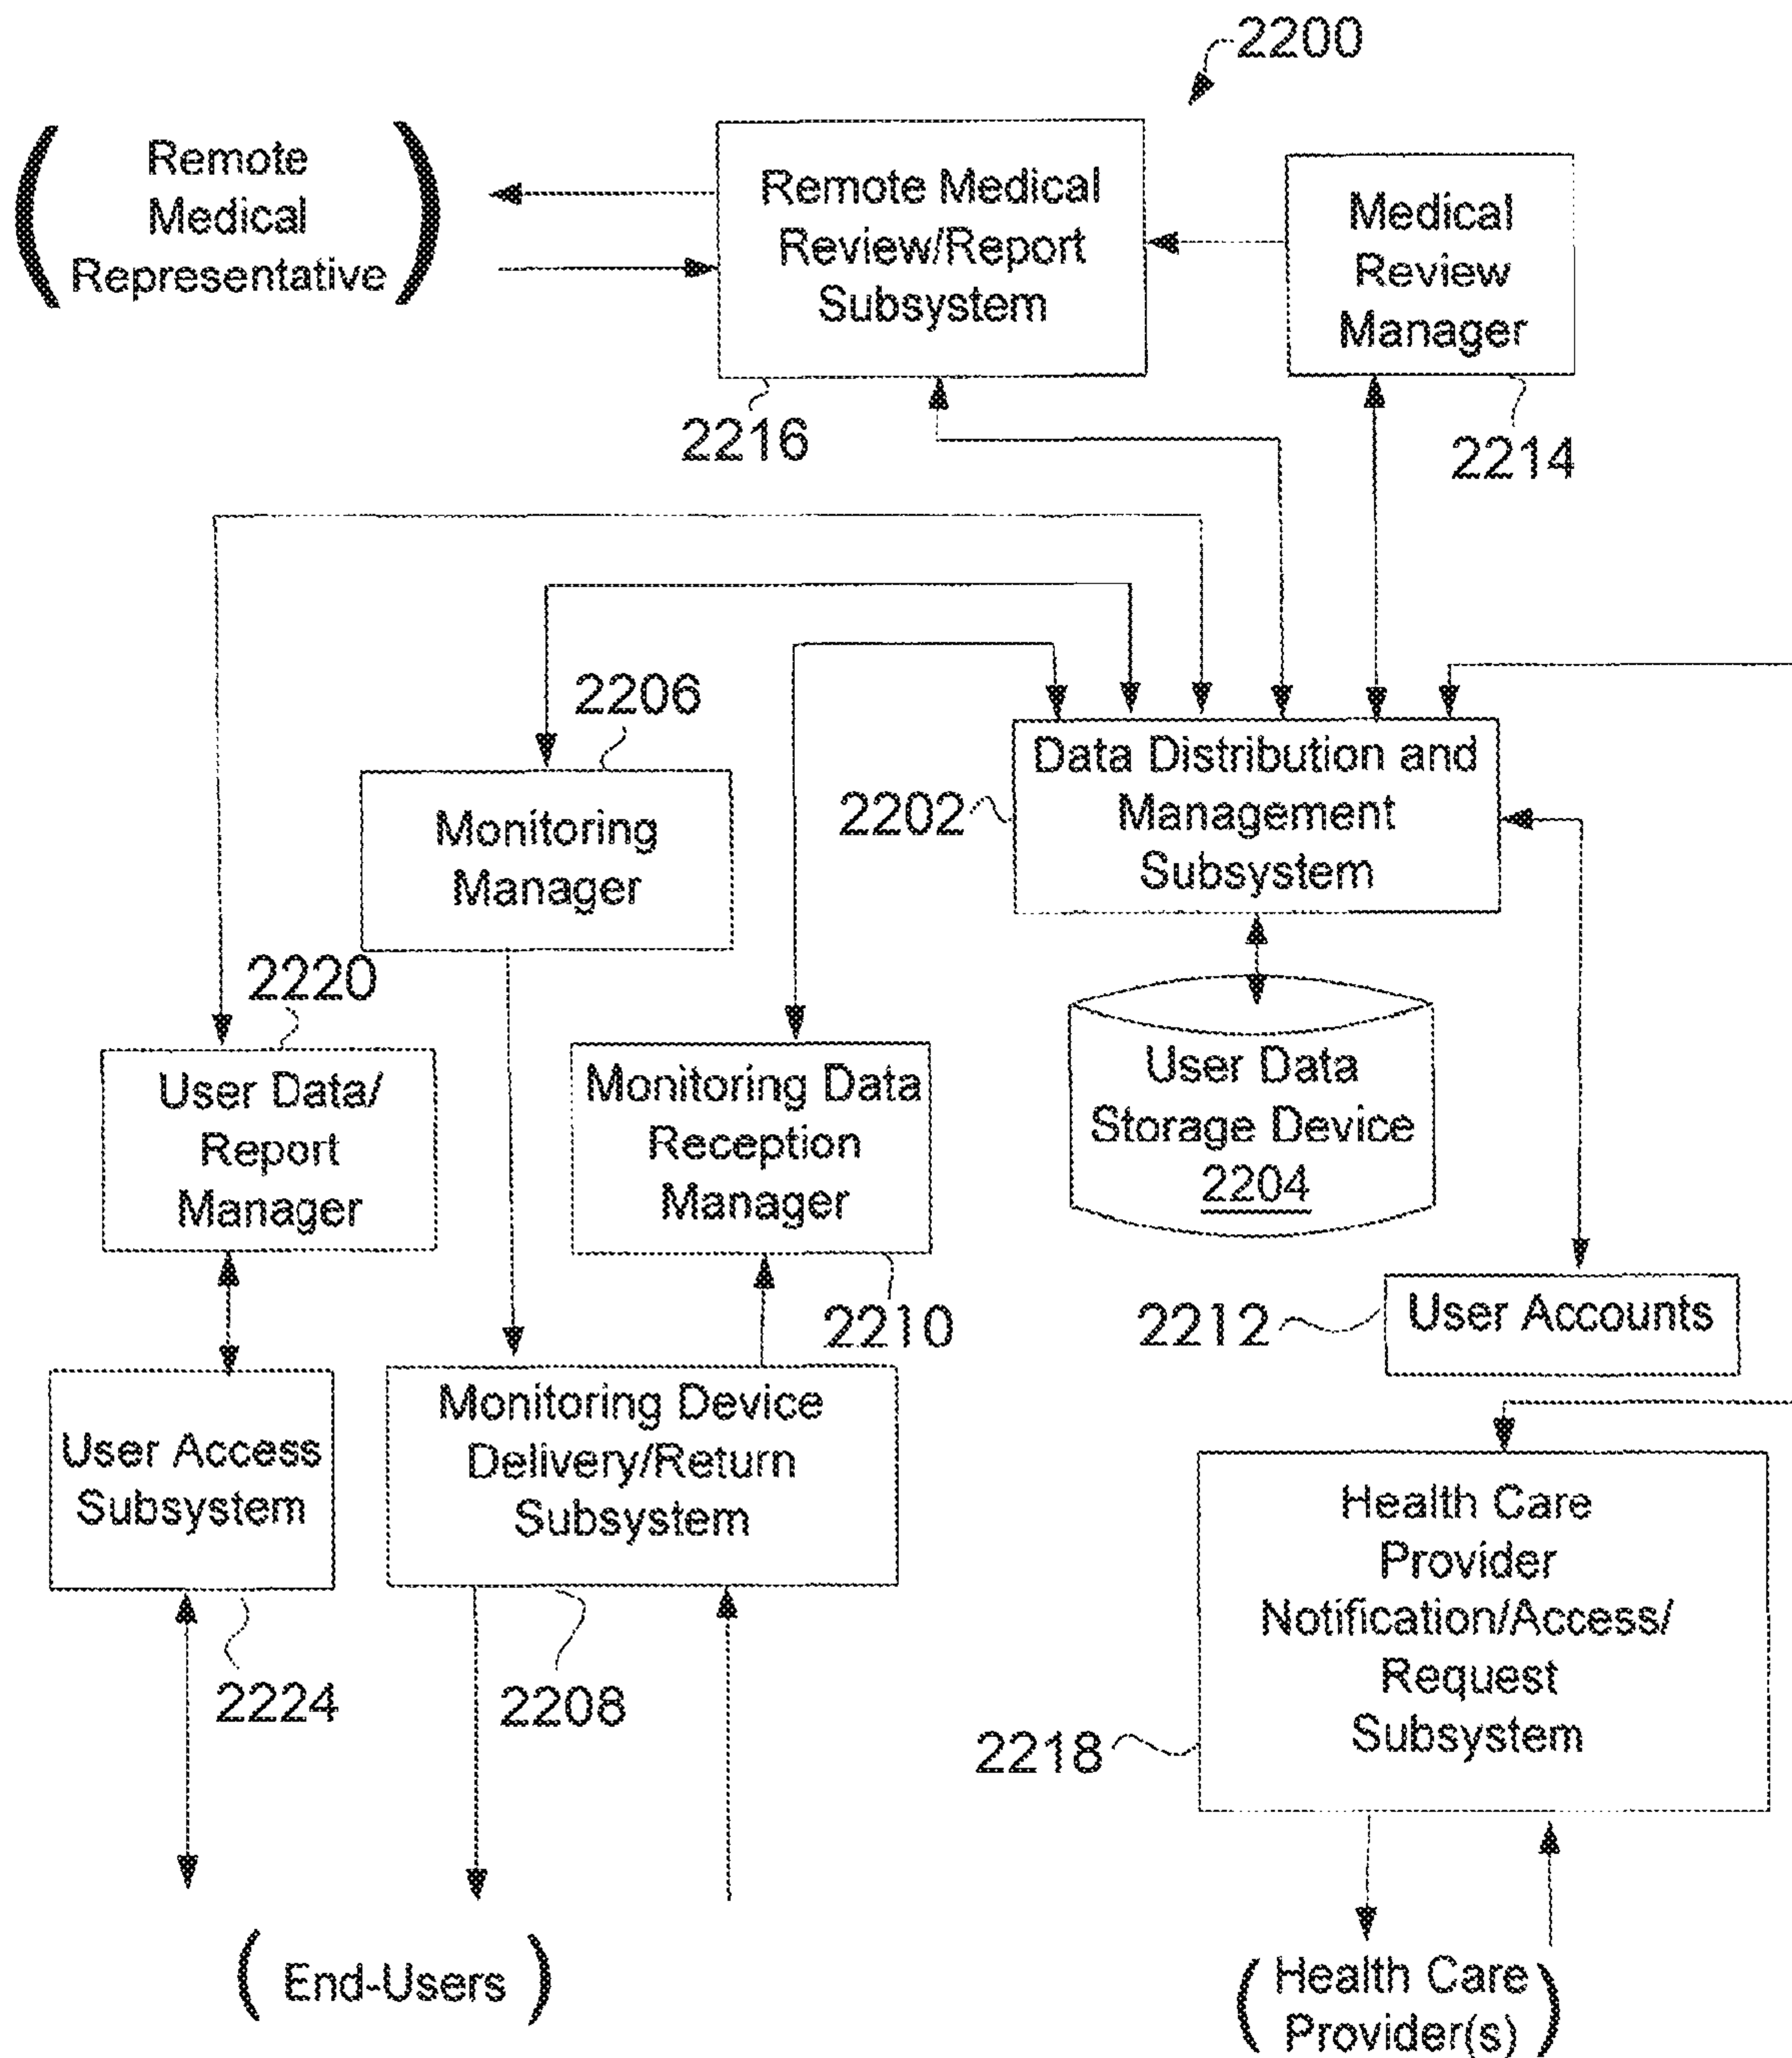 2200
Remote
Medical
Representative
Remote Medical
Review/Report
Subsystem
Medical
Review
Manager
2216
2214
2206
Monitoring
Manager
2202
Data Distribution and
Management
Subsystem
2220
User Data/
Report
Manager
Monitoring Data
Reception
Manager
User Data
Storage Device
2204
2210
2212
User Accounts
User Access
Subsystem
Monitoring Device
Delivery/Return
Subsystem
Health Care
Provider
Notification/Access/
Request
Subsystem
2224
2208
2218
(End-Users)
(Health Care
Provider(s))